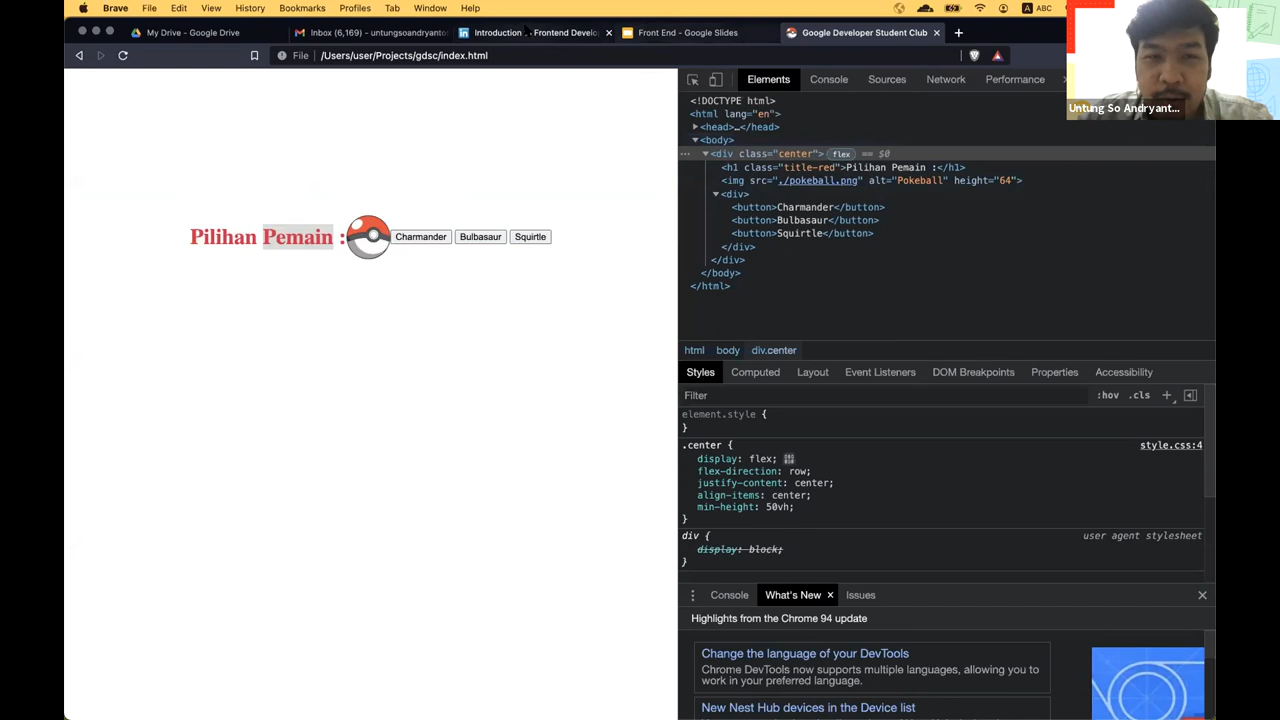 Brave File Edit View History Bookmarks Profiles Tab Window Help
A ABC
My Drive - Google Drive
Inbox (6,169) - untungsoandryanto
Introduction
Frontend Develo
Front End - Google Slides
Google Developer Student Club
File /Users/user/Projects/gdsc/index.html
Untung So Andryant...
Pilihan Pemain :
Charmander
Bulbasaur
Squirtle
Elements Console Sources Network Performance
<!DOCTYPE html>
<html lang="en">
<head>…</head>
<body>
<div class="center"> flex == $0
<h1 class="title-red">Pilihan Pemain :</h1>
<img src="./pokeball.png" alt="Pokeball" height="64">
<div>
<button>Charmander</button>
<button>Bulbasaur</button>
<button>Squirtle</button>
</div>
</div>
</body>
</html>
html body div.center
Styles Computed Layout Event Listeners DOM Breakpoints Properties Accessibility
Filter
:hov .cls +
element.style {
}
.center { style.css:4
display: flex;
flex-direction: row;
justify-content: center;
align-items: center;
min-height: 50vh;
}
div { user agent stylesheet
display: block;
}
Console What's New Issues
Highlights from the Chrome 94 update
Change the language of your DevTools
Chrome DevTools now supports multiple languages, allowing you to
work in your preferred language.
New Nest Hub devices in the Device list